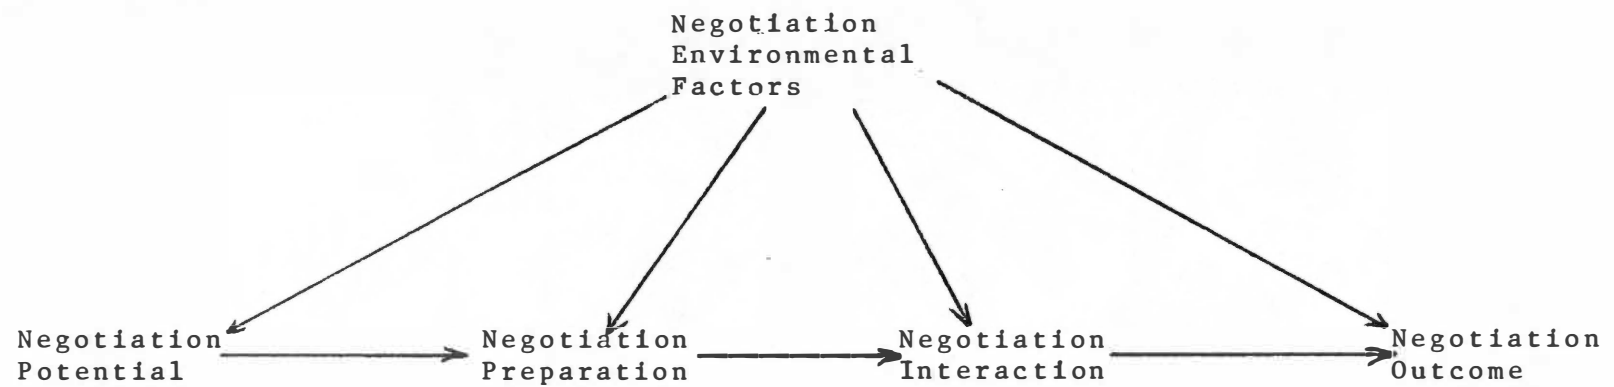 Negotiation
Environmental
Factors
Negotiation
Potential
Negotiation
Preparation
Negotiation
Interaction
Negotiation
Outcome